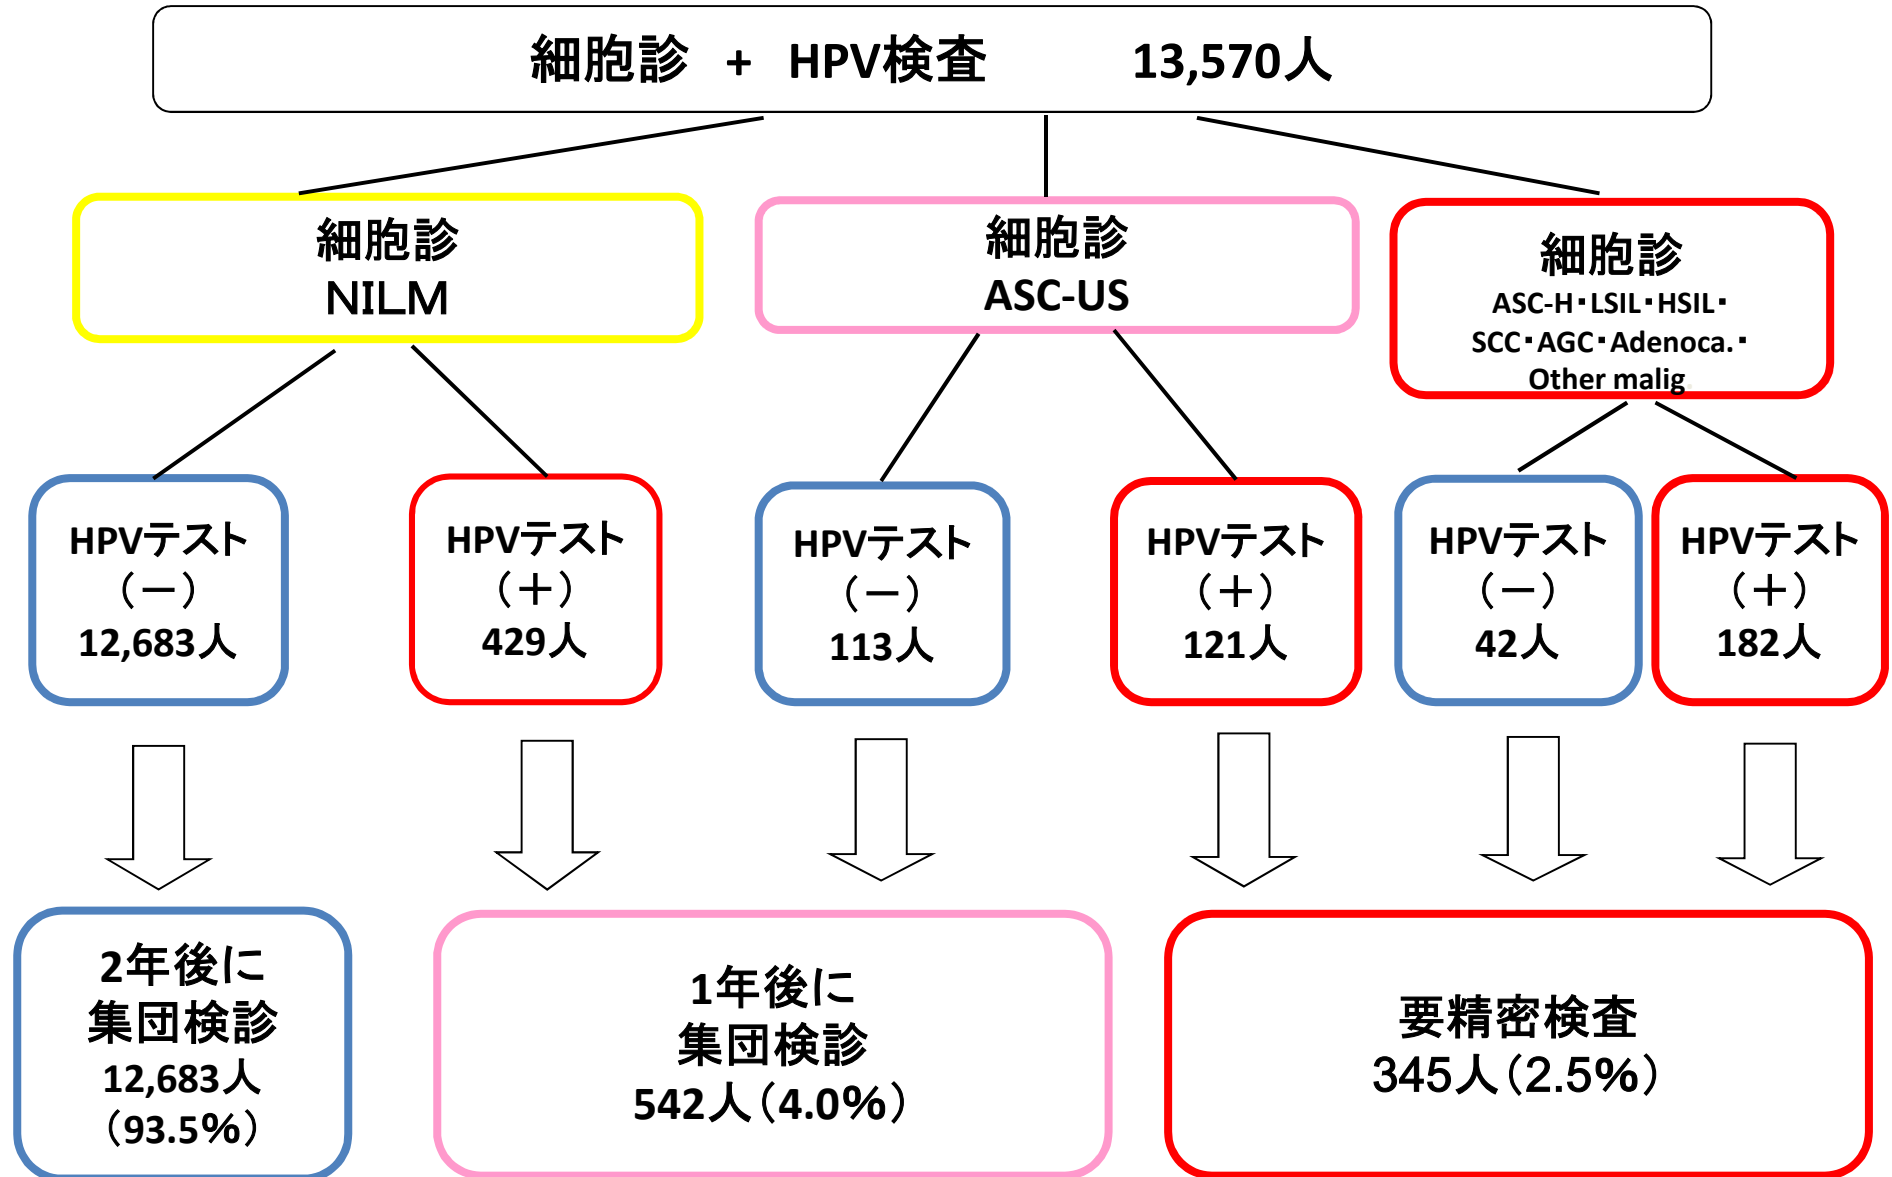 細胞診 + HPV検査 13,570人
細胞診
NILM
細胞診
ASC-US
細胞診
ASC-H・LSIL・HSIL・
SCC・AGC・Adenoca.・
Other malig
HPVテスト
（－）
12,683人
HPVテスト
（＋）
429人
HPVテスト
（－）
113人
HPVテスト
（＋）
121人
HPVテスト
（－）
42人
HPVテスト
（＋）
182人
2年後に
集団検診
12,683人
（93.5%）
1年後に
集団検診
542人（4.0%）
要精密検査
345人（2.5%）